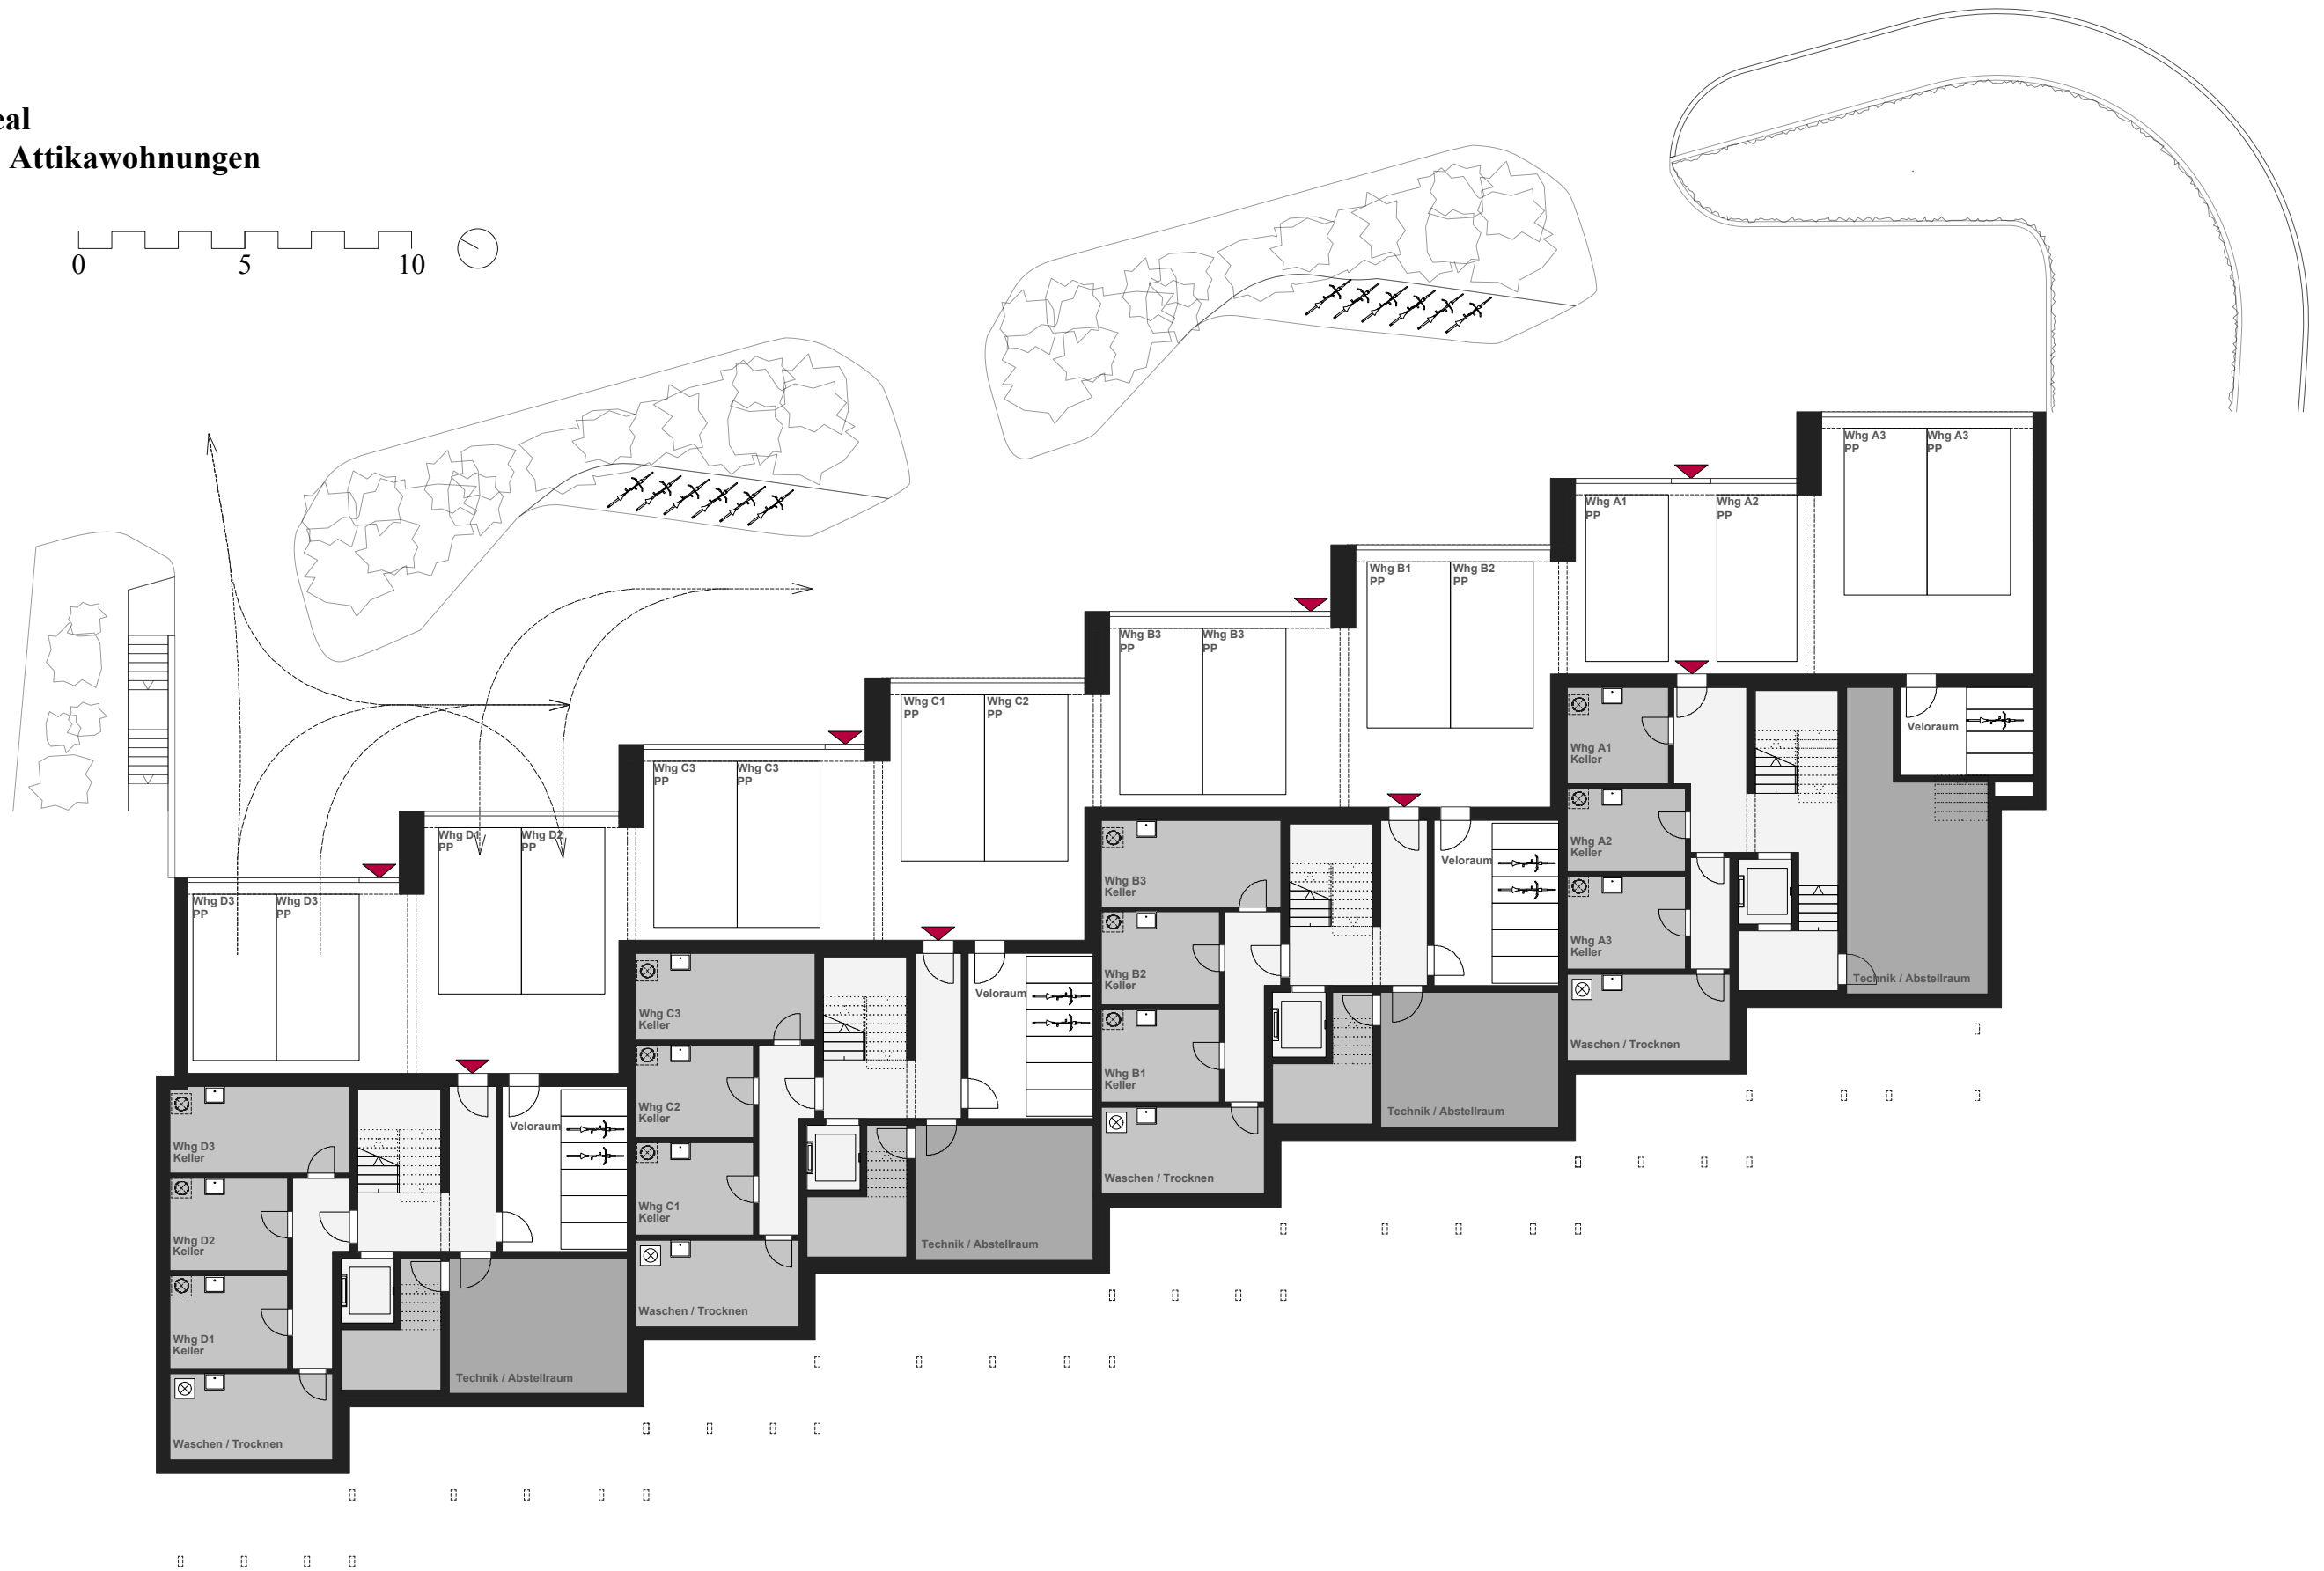 eal
Attikawohnungen
0 5 10
Whg A3
PP
Whg A3
PP
Whg A1
PP
Whg A2
PP
Whg B1
PP
Whg B2
PP
Whg B3
PP
Whg B3
PP
Whg C1
PP
Whg C2
PP
Whg C3
PP
Whg C3
PP
Whg D1
PP
Whg D2
PP
Whg D3
PP
Whg D3
PP
Whg A1
Keller
Whg A2
Keller
Whg A3
Keller
Waschen / Trocknen
Veloraum
Technik / Abstellraum
Whg B3
Keller
Whg B2
Keller
Whg B1
Keller
Waschen / Trocknen
Veloraum
Technik / Abstellraum
Whg C3
Keller
Whg C2
Keller
Whg C1
Keller
Waschen / Trocknen
Veloraum
Technik / Abstellraum
Whg D3
Keller
Whg D2
Keller
Whg D1
Keller
Waschen / Trocknen
Veloraum
Technik / Abstellraum